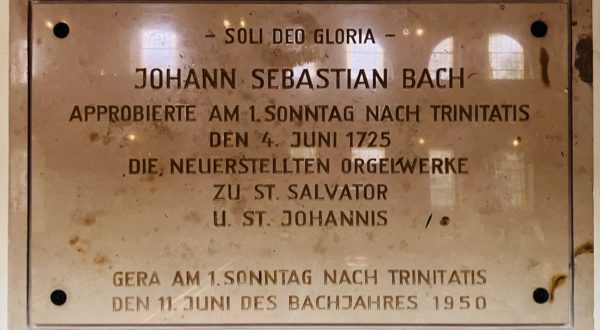 - SOLI DEO GLORIA -
JOHANN SEBASTIAN BACH
APPROBIERTE AM 1. SONNTAG NACH TRINITATIS
DEN 4. JUNI 1725
DIE NEUERSTELLTEN ORGELWERKE
ZU ST. SALVATOR
U. ST. JOHANNIS
GERA AM 1. SONNTAG NACH TRINITATIS
DEN 11. JUNI DES BACHJAHRES 1950